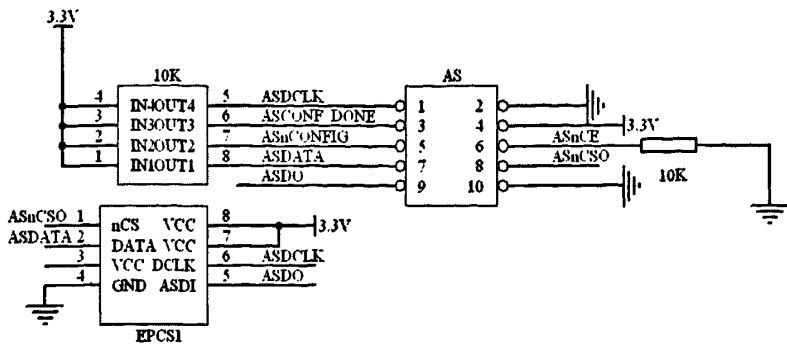 3.3V
10K
AS
4 IN4OUT4 5 ASDCLK 1 2
3 IN3OUT3 6 ASCONF_DONE 3 4 3.3V
2 IN2OUT2 7 ASnCONFIG 5 6 ASnCE
1 IN1OUT1 8 ASDATA 7 8 ASnCSO 10K
ASDO 9 10
ASnCSO 1 nCS VCC 8 3.3V
ASDATA 2 DATA VCC 7
3 VCC DCLK 6 ASDCLK
4 GND ASDI 5 ASDO
EPCS1